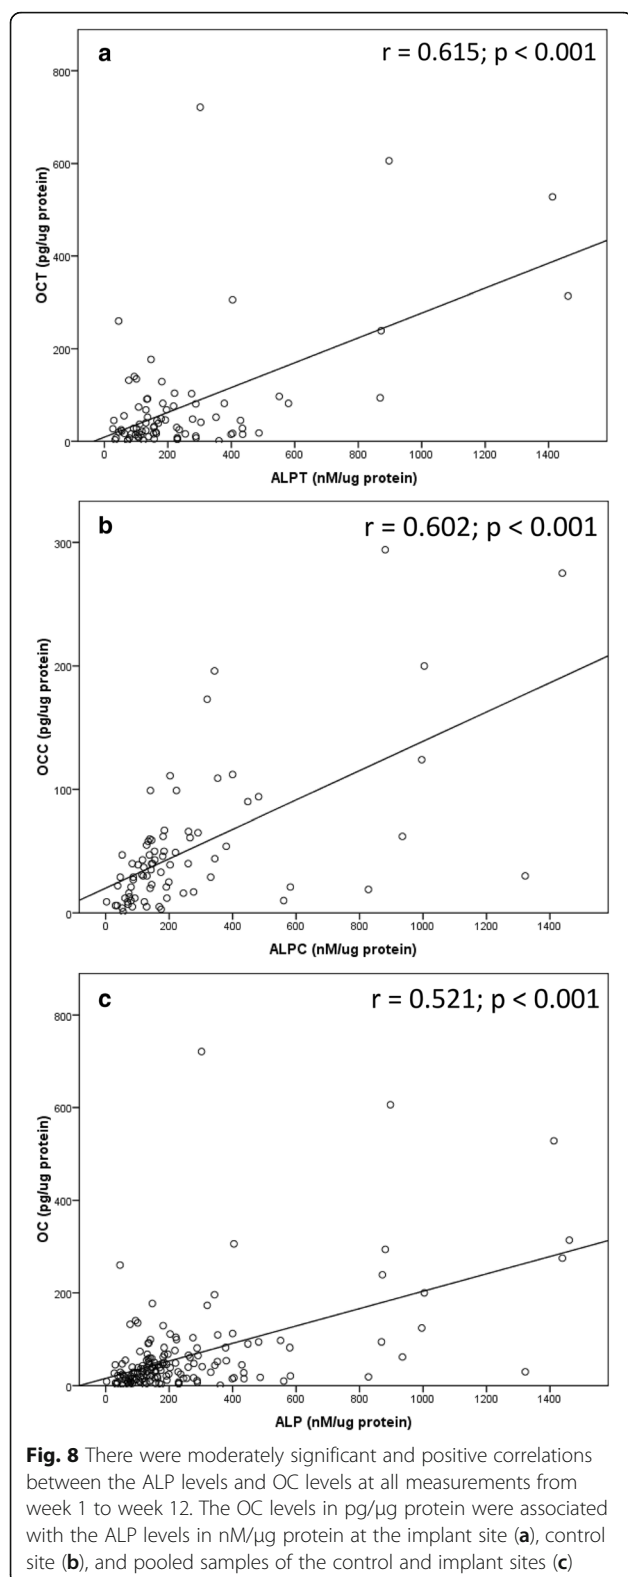 a
r = 0.615; p < 0.001
800
600
400
200
0
OCT (pg/ug protein)
0 200 400 600 800 1000 1200 1400
ALPT (nM/ug protein)
b
r = 0.602; p < 0.001
300
200
100
0
OCC (pg/ug protein)
0 200 400 600 800 1000 1200 1400
ALPC (nM/ug protein)
c
r = 0.521; p < 0.001
800
600
400
200
0
OC (pg/ug protein)
0 200 400 600 800 1000 1200 1400
ALP (nM/ug protein)
Fig. 8 There were moderately significant and positive correlations
between the ALP levels and OC levels at all measurements from
week 1 to week 12. The OC levels in pg/μg protein were associated
with the ALP levels in nM/μg protein at the implant site (a), control
site (b), and pooled samples of the control and implant sites (c)